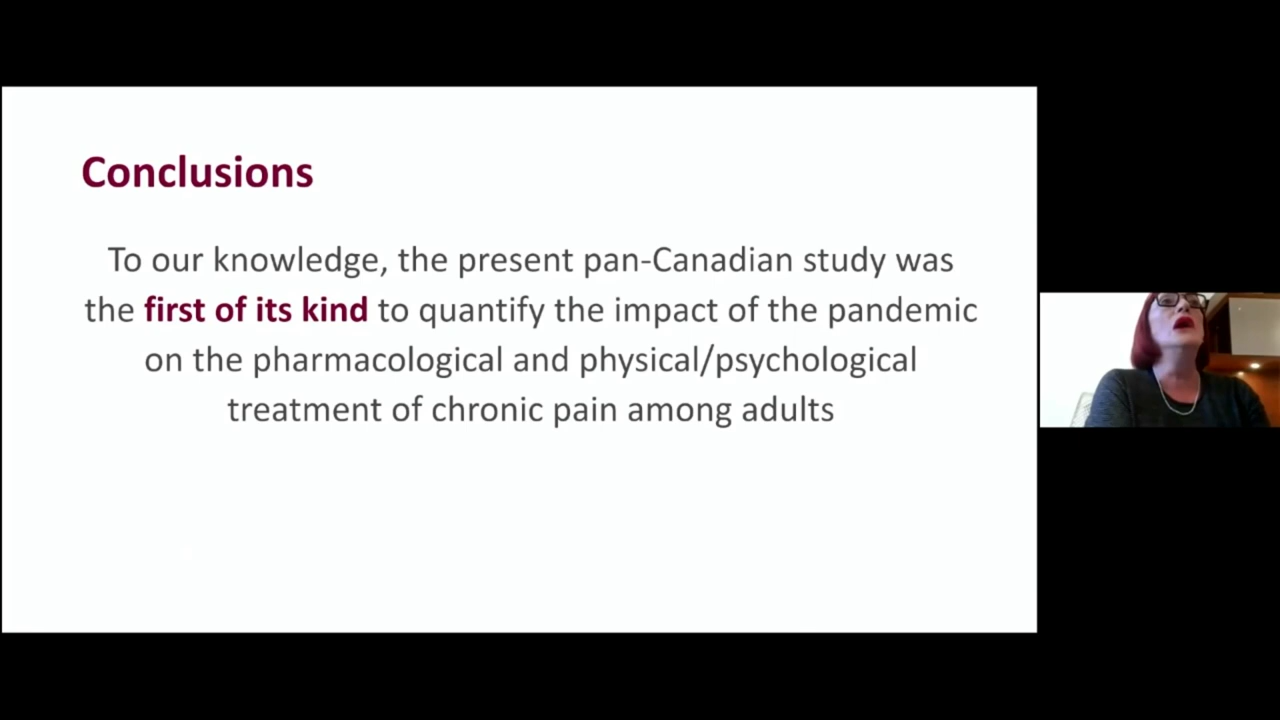 Conclusions
To our knowledge, the present pan-Canadian study was
the first of its kind to quantify the impact of the pandemic
on the pharmacological and physical/psychological
treatment of chronic pain among adults